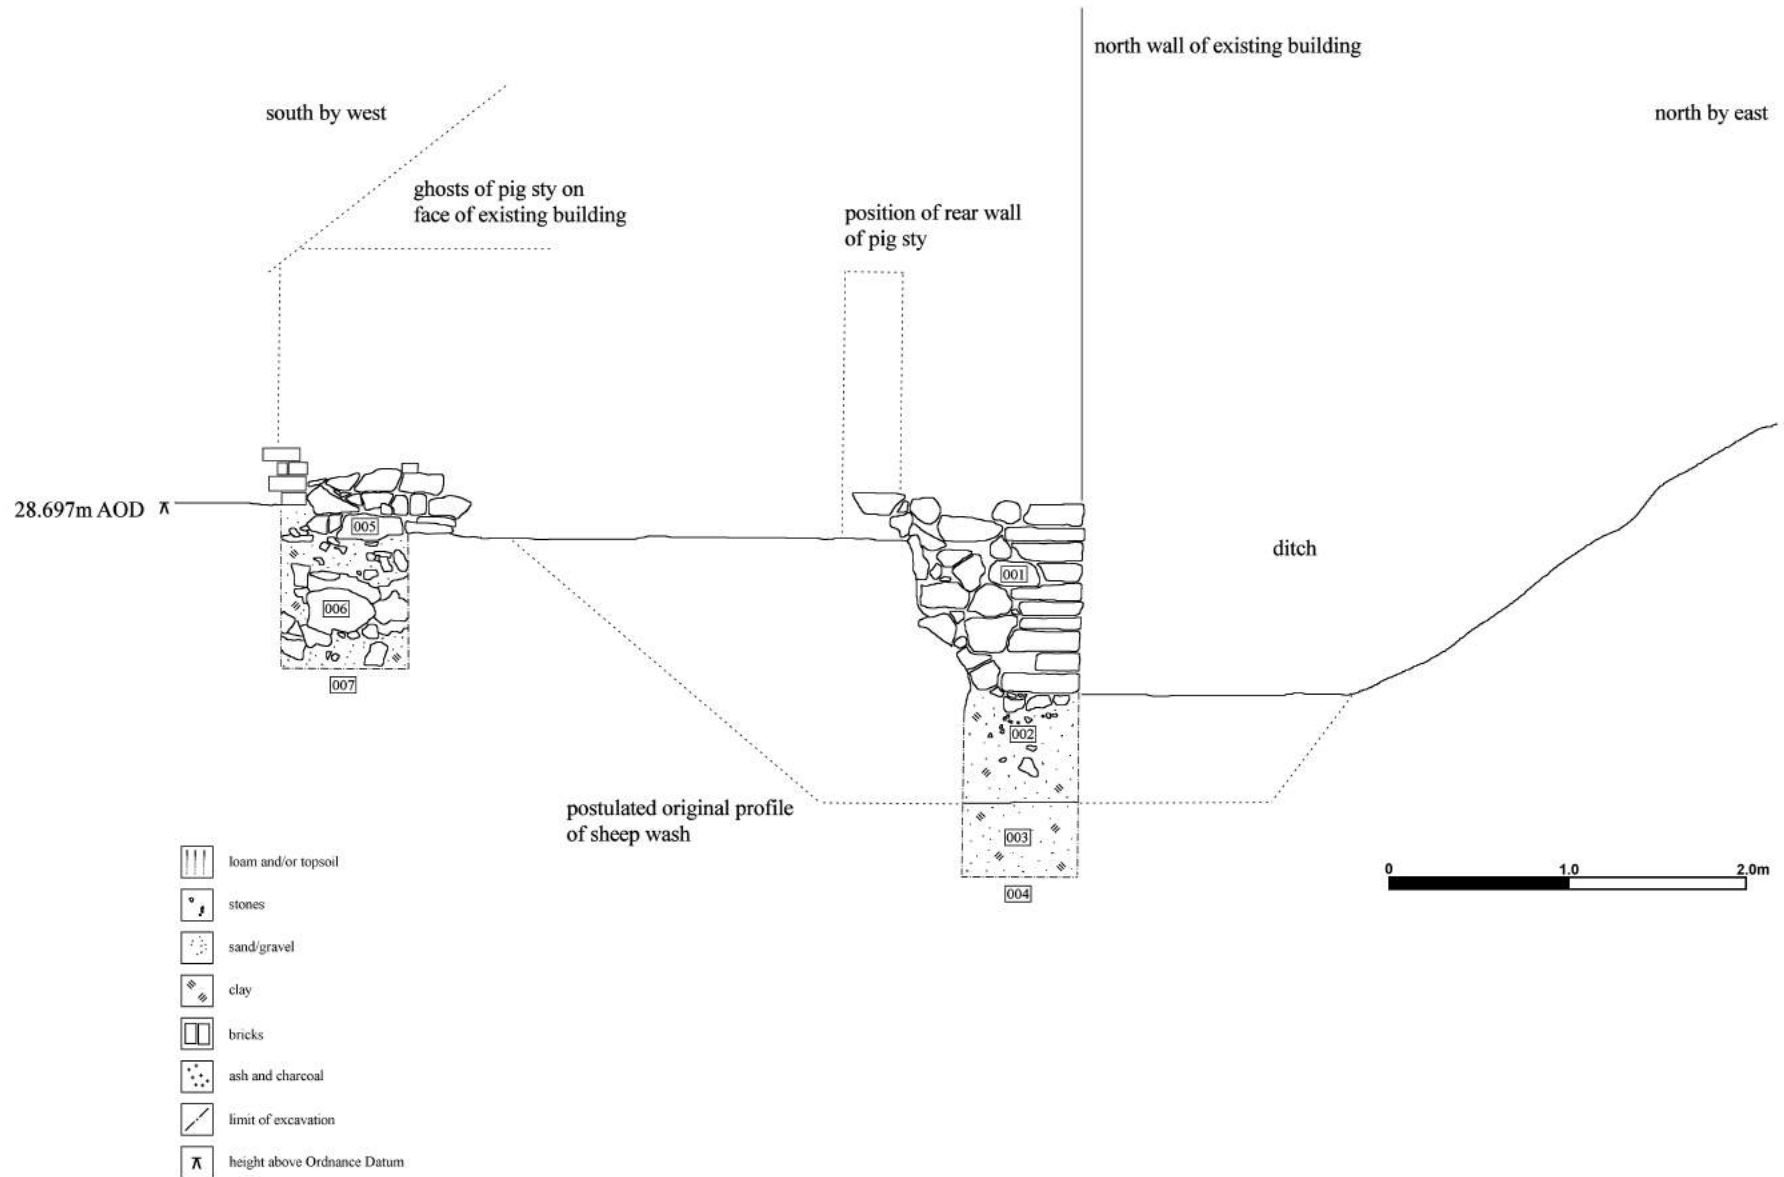 north wall of existing building
south by west
north by east
ghosts of pig sty on
face of existing building
position of rear wall
of pig sty
28.697m AOD
005
001
ditch
006
007
002
postulated original profile
of sheep wash
003
004
0 1.0 2.0m
loam and/or topsoil
stones
sand/gravel
clay
bricks
ash and charcoal
limit of excavation
height above Ordnance Datum